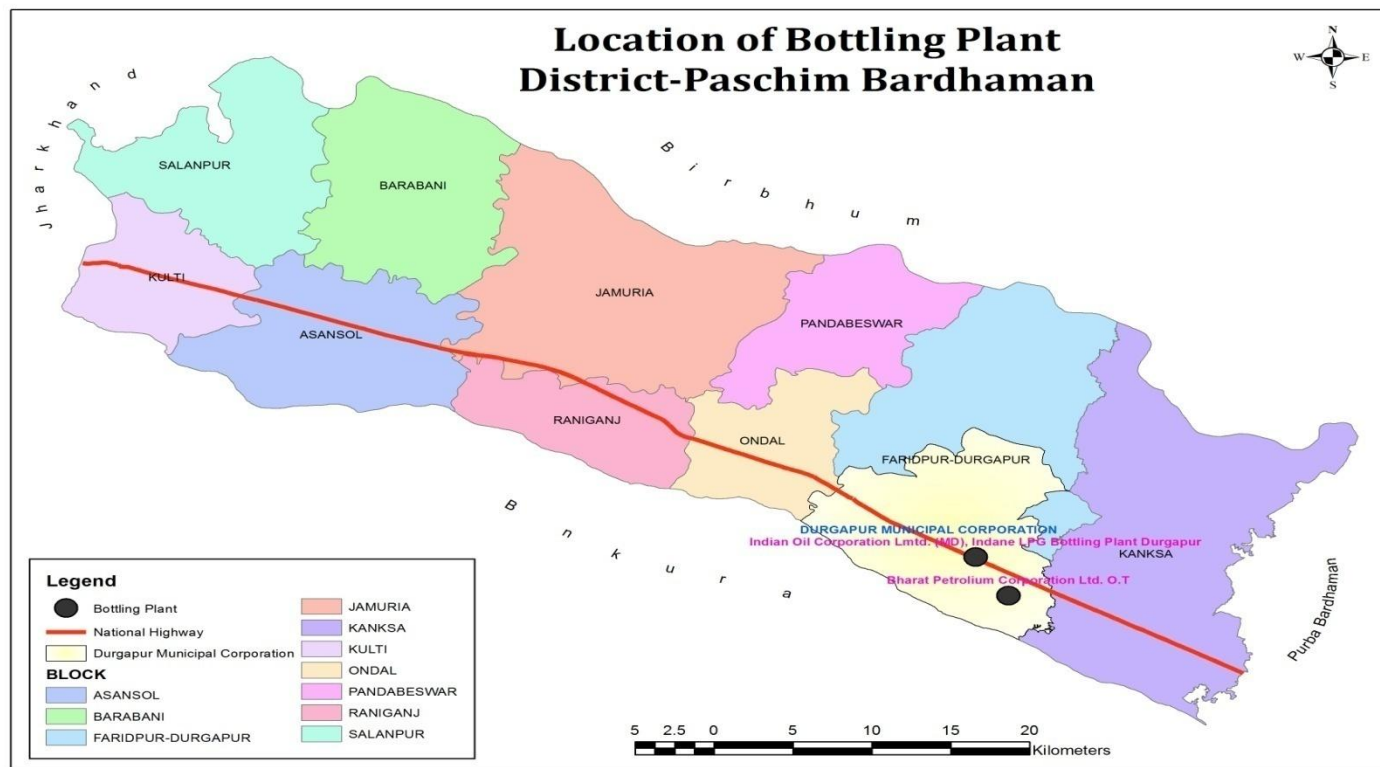 Location of Bottling Plant
District-Paschim Bardhaman
N
W
E
S
Jharkhand
Birbhum
SALANPUR
BARABANI
KULTI
JAMURIA
ASANSOL
PANDABESWAR
RANIGANJ
ONDAL
FARIDPUR-DURGAPUR
DURGAPUR MUNICIPAL CORPORATION
Indian Oil Corporation Lmtd. (MD), Indane LPG Bottling Plant Durgapur
KANKSA
Bharat Petrolium Corporation Ltd. O.T
Bnkura
Purba Bardhaman
Legend
Bottling Plant
National Highway
Durgapur Municipal Corporation
BLOCK
ASANSOL
BARABANI
FARIDPUR-DURGAPUR
JAMURIA
KANKSA
KULTI
ONDAL
PANDABESWAR
RANIGANJ
SALANPUR
5 2.5 0 5 10 15 20
Kilometers